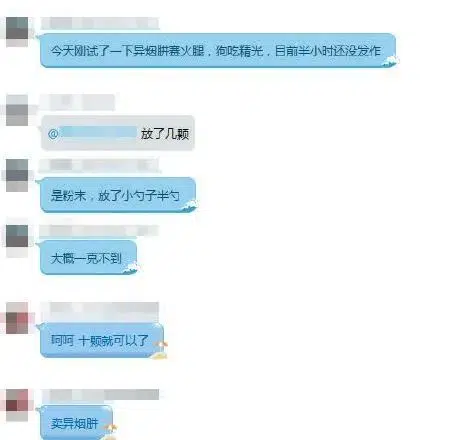 今天刚试了一下异烟肼塞火腿，狗吃精光，目前半小时还没发作
@ 放了几颗
是粉末，放了小勺子半勺
大概一克不到
呵呵 十颗就可以了
卖异烟肼